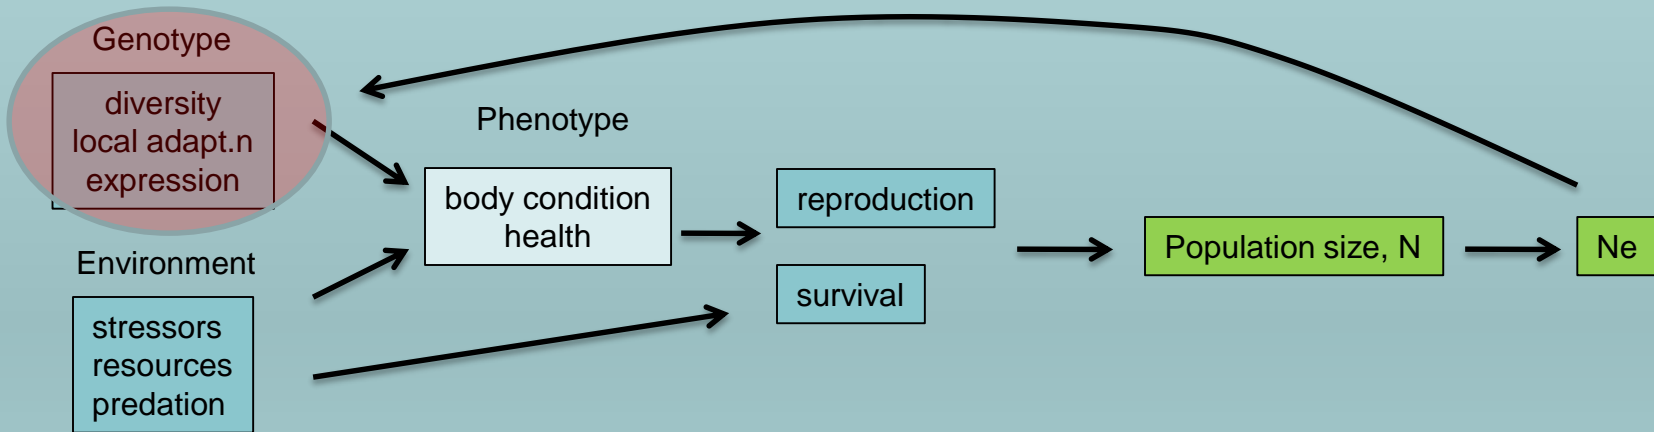 Genotype
diversity
local adapt.n
expression
Environment
stressors
resources
predation
Phenotype
body condition
health
reproduction
survival
Population size, N
Ne